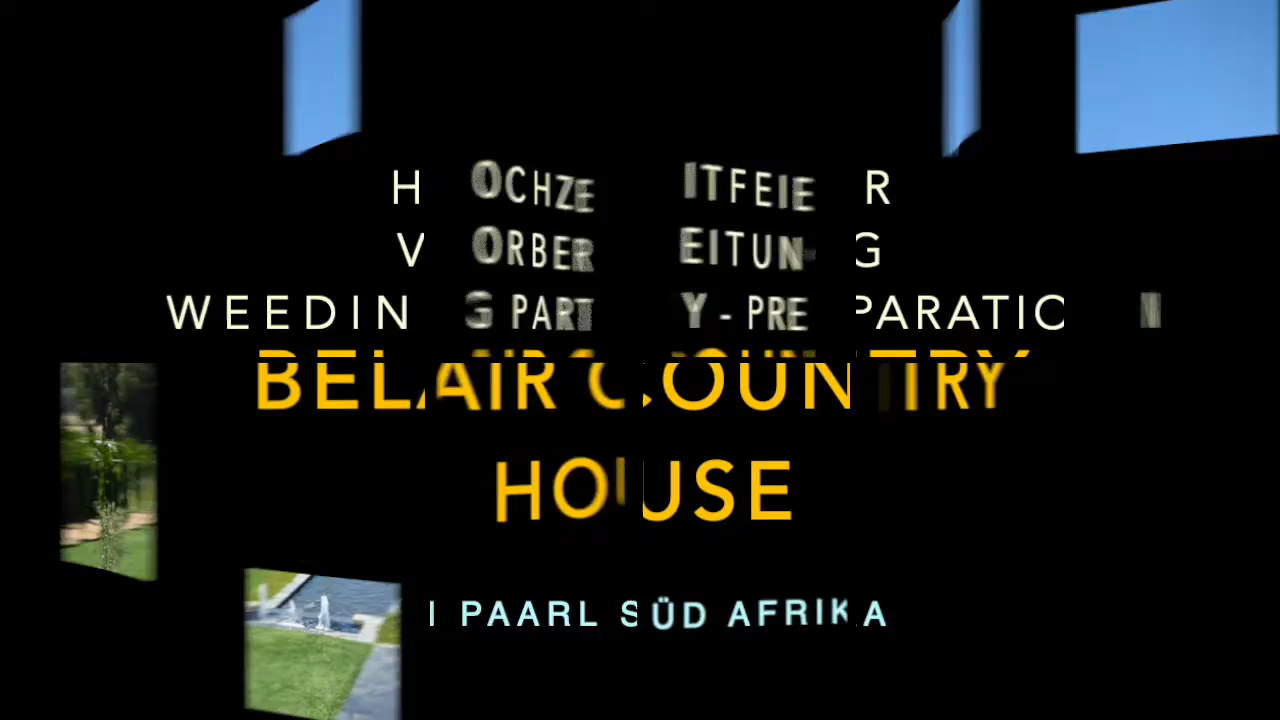 HOCHZEITFEIER
VORBEREITUNG
WEEDING PARTY - PREPARATION
BELAIR COUNTRY
HOUSE
I PAARL SÜD AFRIKA